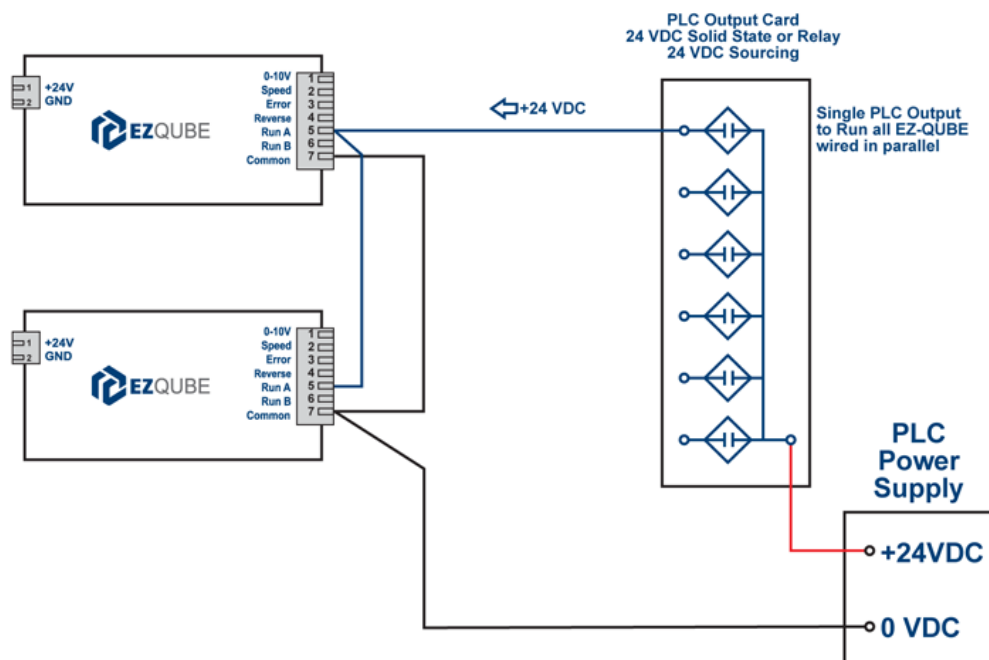 PLC Output Card
24 VDC Solid State or Relay
24 VDC Sourcing
1 +24V
2 GND
EZQUBE
0-10V 1
Speed 2
Error 3
Reverse 4
Run A 5
Run B 6
Common 7
+24 VDC
Single PLC Output
to Run all EZ-QUBE
wired in parallel
1 +24V
2 GND
EZQUBE
0-10V 1
Speed 2
Error 3
Reverse 4
Run A 5
Run B 6
Common 7
PLC
Power
Supply
+24VDC
0 VDC